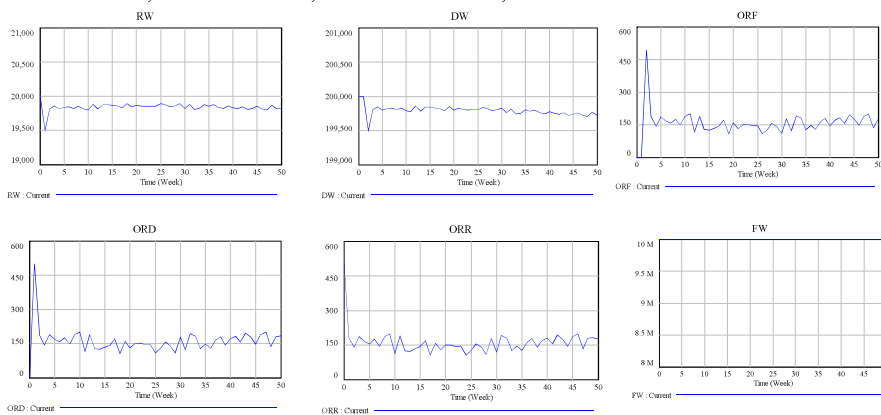 RW
21,000
20,500
20,000
19,500
19,000
0 5 10 15 20 25 30 35 40 45 50
Time (Week)
RW : Current
DW
201,000
200,500
200,000
199,500
199,000
0 5 10 15 20 25 30 35 40 45 50
Time (Week)
DW : Current
ORF
600
450
300
150
0
0 5 10 15 20 25 30 35 40 45 50
Time (Week)
ORF : Current
ORD
600
450
300
150
0
0 5 10 15 20 25 30 35 40 45 50
Time (Week)
ORD : Current
ORR
600
450
300
150
0
0 5 10 15 20 25 30 35 40 45 50
Time (Week)
ORR : Current
FW
10 M
9.5 M
9 M
8.5 M
8 M
0 5 10 15 20 25 30 35 40 45
Time (Week)
FW : Current